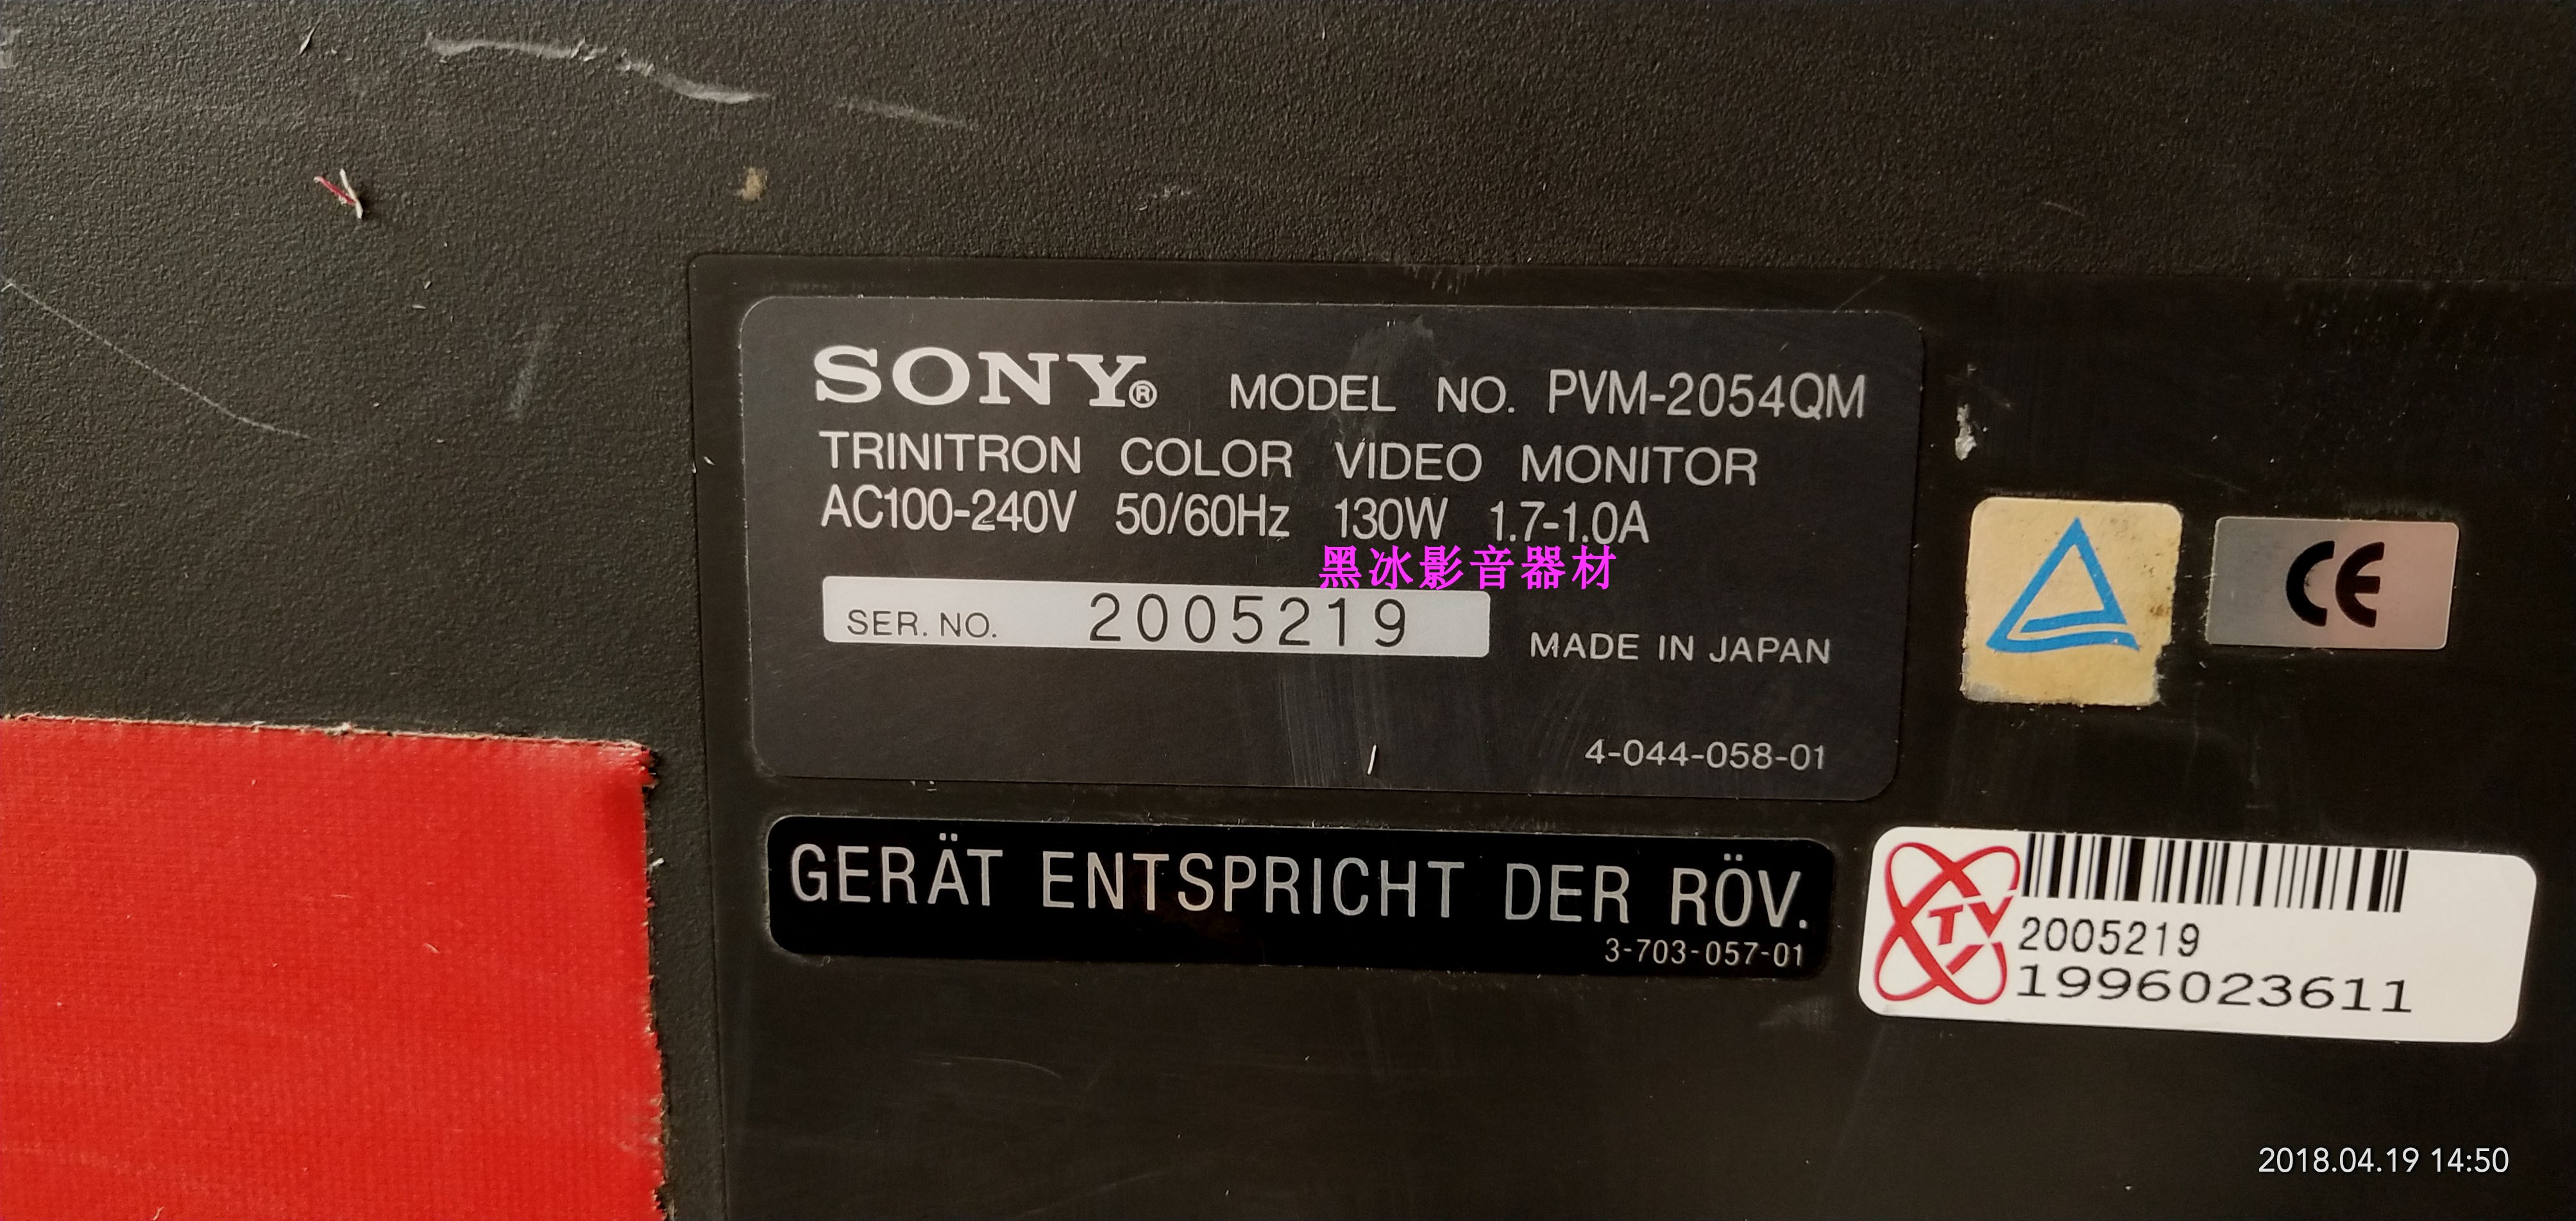 SONY® MODEL NO. PVM-2054QM
TRINITRON COLOR VIDEO MONITOR
AC100-240V 50/60Hz 130W 1.7-1.0A
黑冰影音器材
SER. NO. 2005219
MADE IN JAPAN
4-044-058-01
CE
GERÄT ENTSPRICHT DER RÖV.
3-703-057-01
TV
2005219
1996023611
2018.04.19 14:50